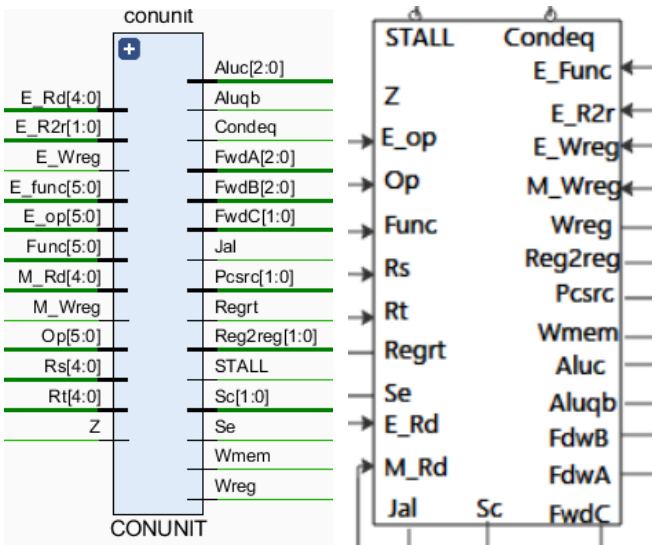 conunit
Aluc[2:0]
E_Rd[4:0]
Aluqb
E_R2r[1:0]
Condeq
E_Wreg
FwdA[2:0]
E_func[5:0]
FwdB[2:0]
E_op[5:0]
FwdC[1:0]
Func[5:0]
Jal
M_Rd[4:0]
Pcsrc[1:0]
M_Wreg
Regrt
Op[5:0]
Reg2reg[1:0]
Rs[4:0]
STALL
Rt[4:0]
Sc[1:0]
Z
Se
Wmem
Wreg
CONUNIT
STALL
Condeq
E_Func
Z
E_R2r
E_op
E_Wreg
Op
M_Wreg
Func
Wreg
Reg2reg
Rs
Pcsrc
Rt
Wmem
Regrt
Aluc
Se
Aluqb
E_Rd
FdwB
M_Rd
FdwA
Jal
Sc
FwdC